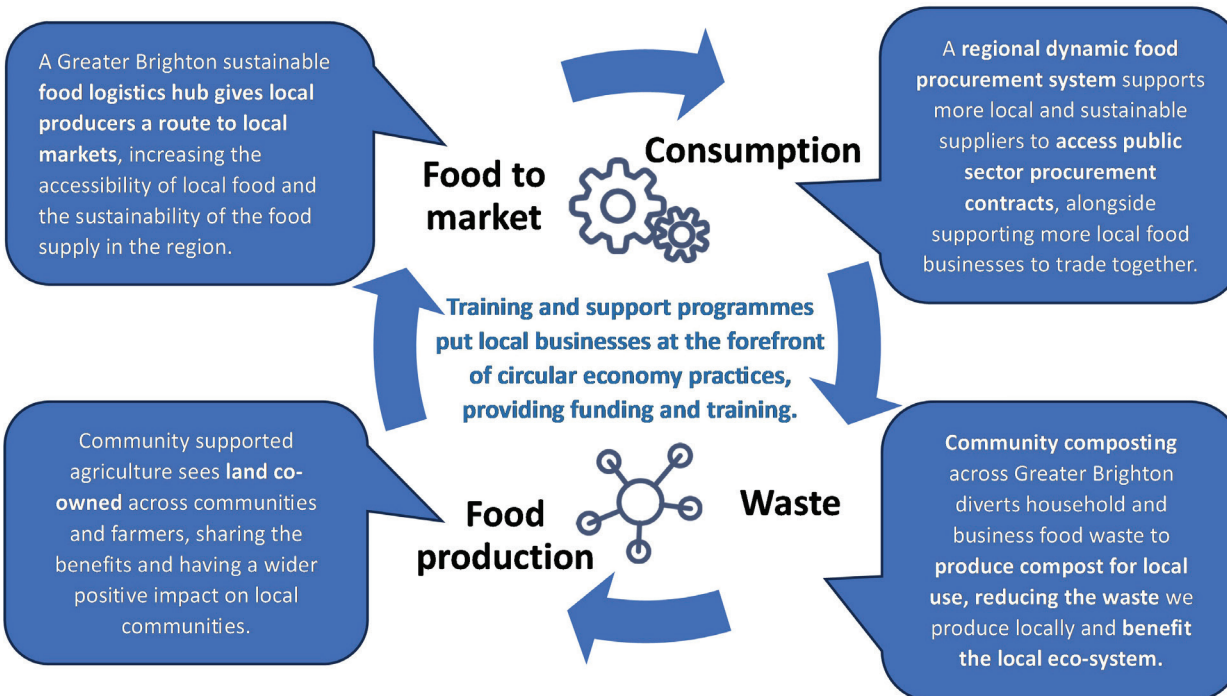 A Greater Brighton sustainable
food logistics hub gives local
producers a route to local
markets, increasing the
accessibility of local food and
the sustainability of the food
supply in the region.
Food to
market
Consumption
A regional dynamic food
procurement system supports
more local and sustainable
suppliers to access public
sector procurement
contracts, alongside
supporting more local food
businesses to trade together.
Training and support programmes
put local businesses at the forefront
of circular economy practices,
providing funding and training.
Community supported
agriculture sees land co-
owned across communities
and farmers, sharing the
benefits and having a wider
positive impact on local
communities.
Food
production
Waste
Community composting
across Greater Brighton
diverts household and
business food waste to
produce compost for local
use, reducing the waste we
produce locally and benefit
the local eco-system.